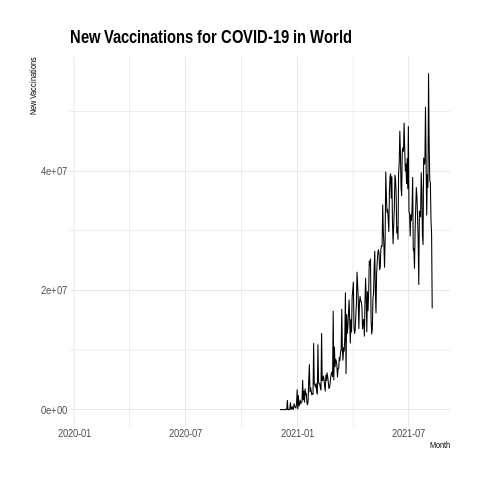 New Vaccinations for COVID-19 in World
New Vaccinations
4e+07
2e+07
0e+00
2020-01 2020-07 2021-01 2021-07
Month